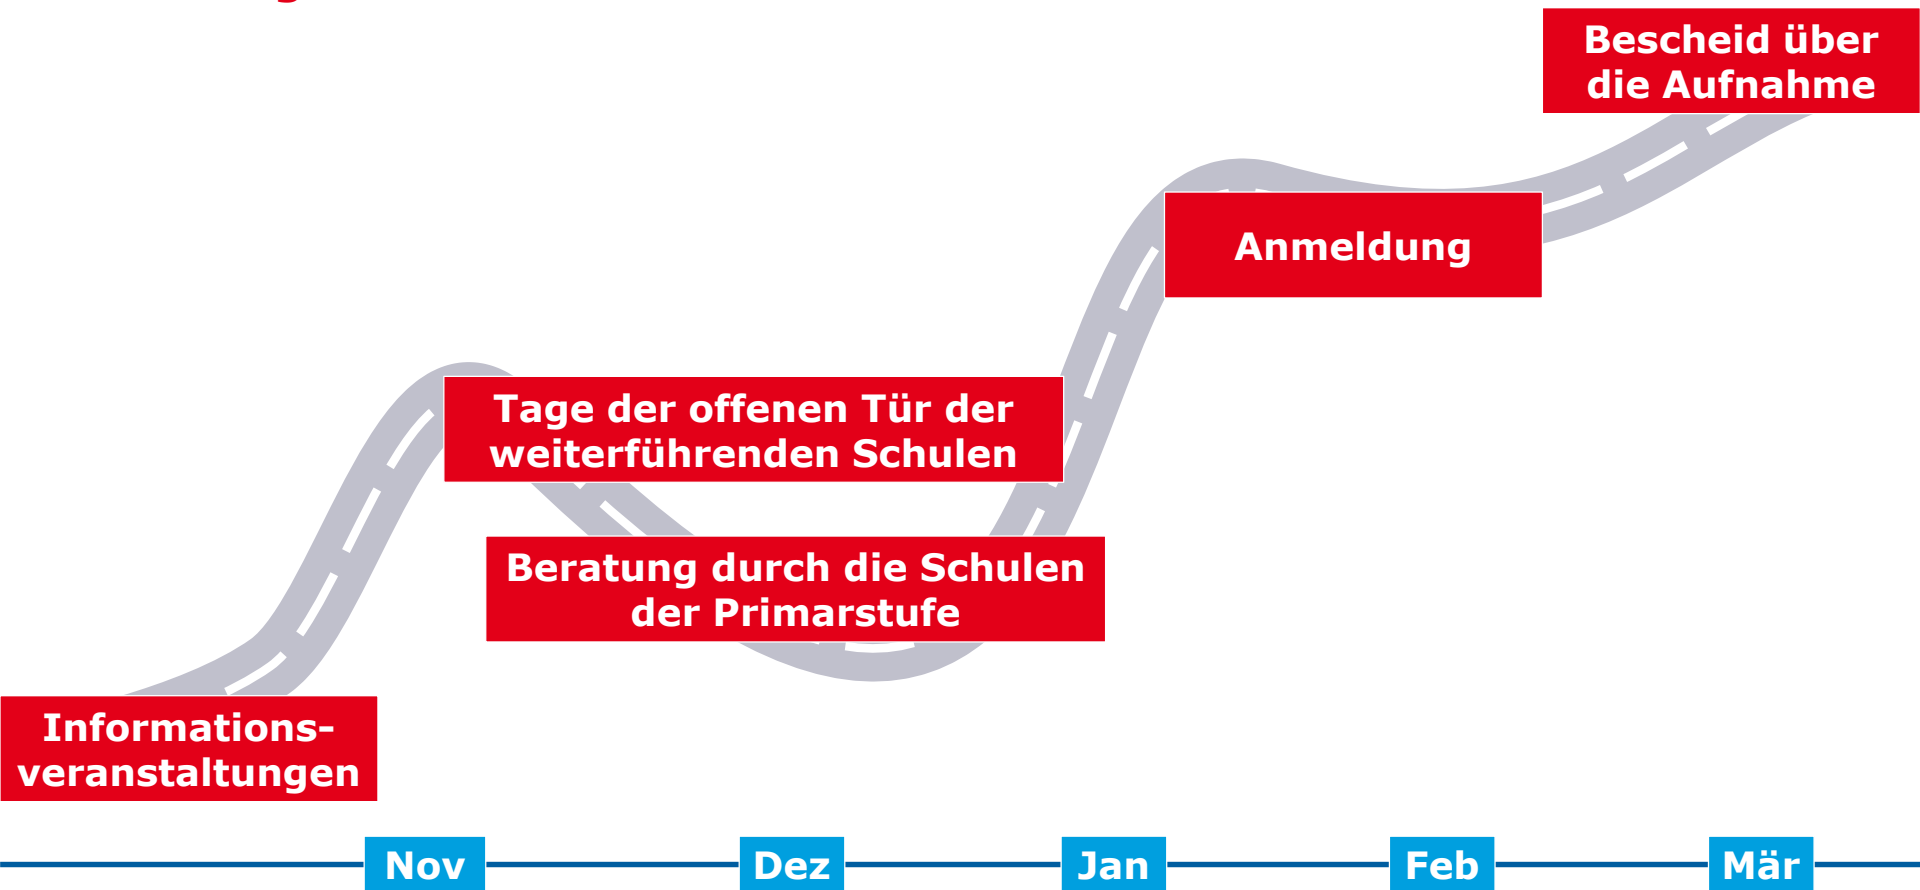 Bescheid über
die Aufnahme
Anmeldung
Tage der offenen Tür der
weiterführenden Schulen
Beratung durch die Schulen
der Primarstufe
Informations-
veranstaltungen
Nov Dez Jan Feb Mär